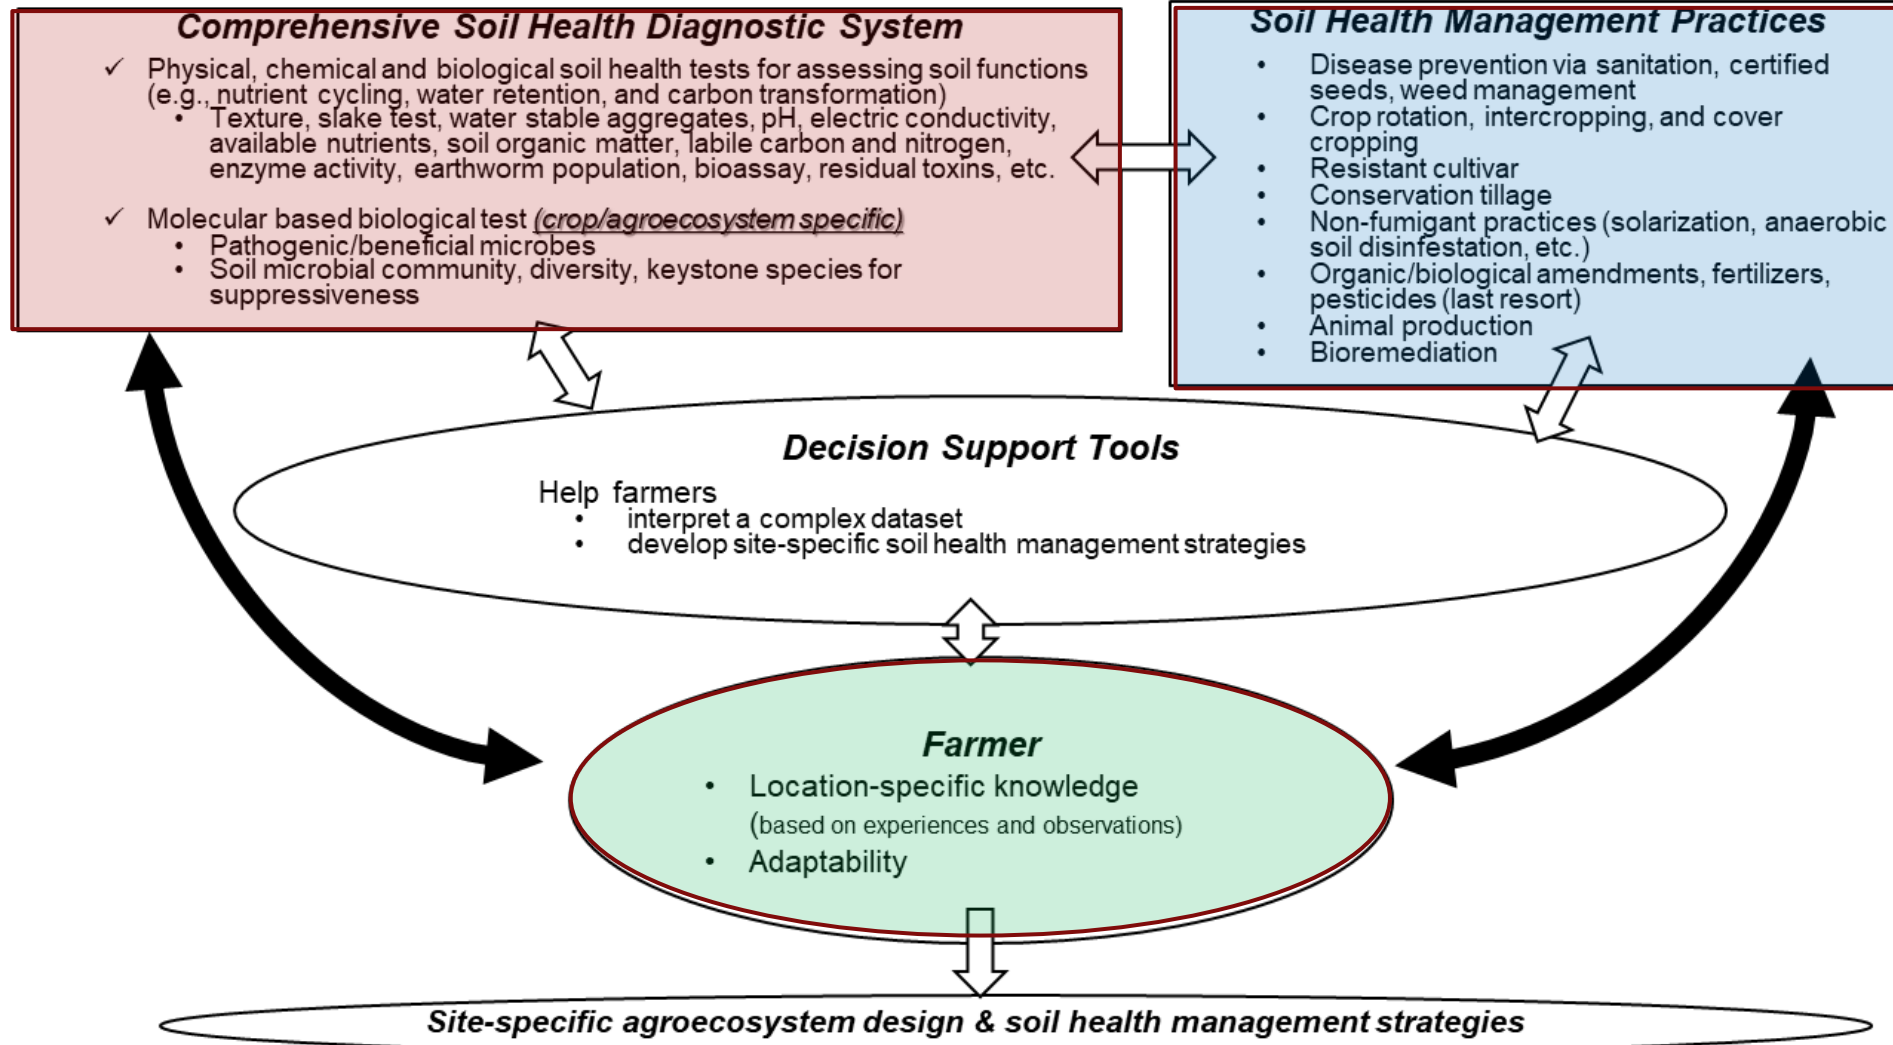 Comprehensive Soil Health Diagnostic System
✓ Physical, chemical and biological soil health tests for assessing soil functions
(e.g., nutrient cycling, water retention, and carbon transformation)
• Texture, slake test, water stable aggregates, pH, electric conductivity,
available nutrients, soil organic matter, labile carbon and nitrogen,
enzyme activity, earthworm population, bioassay, residual toxins, etc.
✓ Molecular based biological test (crop/agroecosystem specific)
• Pathogenic/beneficial microbes
• Soil microbial community, diversity, keystone species for
suppressiveness
Soil Health Management Practices
• Disease prevention via sanitation, certified
seeds, weed management
• Crop rotation, intercropping, and cover
cropping
• Resistant cultivar
• Conservation tillage
• Non-fumigant practices (solarization, anaerobic
soil disinfestation, etc.)
• Organic/biological amendments, fertilizers,
pesticides (last resort)
• Animal production
• Bioremediation
Decision Support Tools
Help farmers
• interpret a complex dataset
• develop site-specific soil health management strategies
Farmer
• Location-specific knowledge
(based on experiences and observations)
• Adaptability
Site-specific agroecosystem design & soil health management strategies